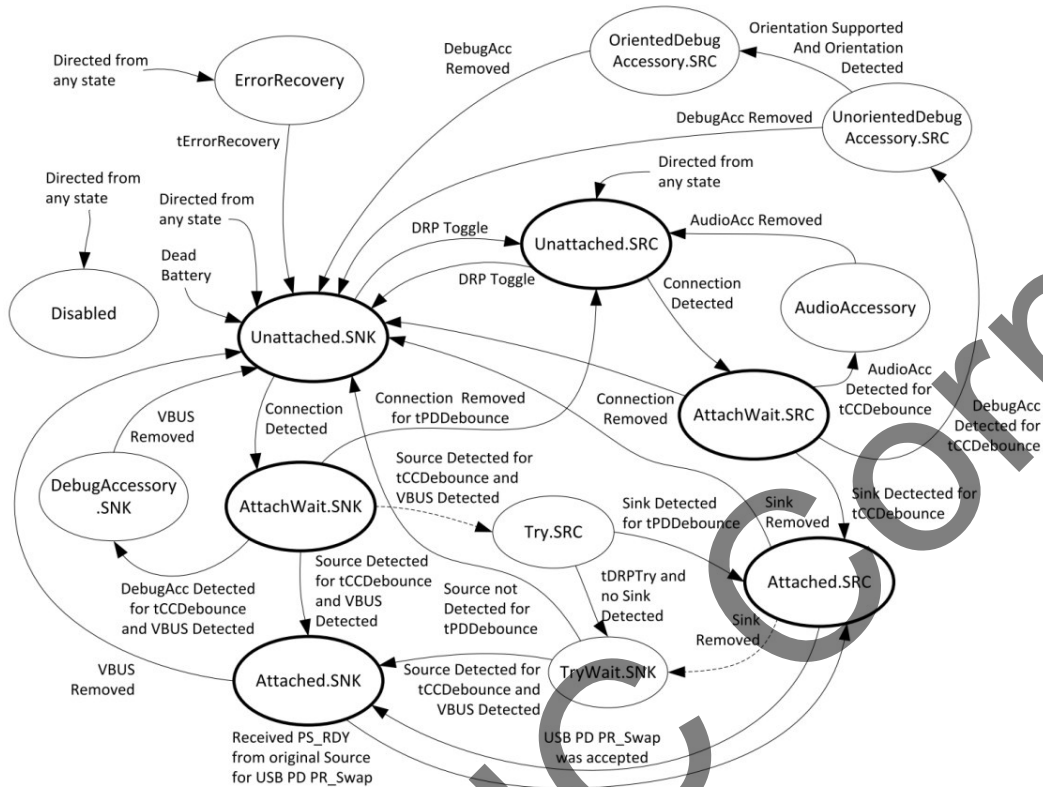 Directed from
any state
ErrorRecovery
tErrorRecovery
DebugAcc
Removed
OrientedDebug
Accessory.SRC
Orientation Supported
And Orientation
Detected
DebugAcc Removed
UnorientedDebug
Accessory.SRC
Directed from
any state
Disabled
Directed from
any state
Dead
Battery
DRP Toggle
DRP Toggle
Directed from
any state
Unattached.SRC
AudioAcc Removed
Unattached.SNK
Connection
Detected
AudioAccessory
Connection
Detected
Connection Removed
for tPDDebounce
Connection
Removed
AttachWait.SRC
AudioAcc
Detected for
tCCDebounce
DebugAcc
Detected for
tCCDebounce
VBUS
Removed
DebugAccessory
.SNK
AttachWait.SNK
Source Detected for
tCCDebounce and
VBUS Detected
Try.SRC
Sink Detected
for tPDDebounce
Sink
Removed
Sink Dectected for
tCCDebounce
Attached.SRC
DebugAcc Detected
for tCCDebounce
and VBUS Detected
Source Detected
for tCCDebounce
and VBUS
Detected
Source not
Detected for
tPDDebounce
tDRPTry and
no Sink
Detected
Sink
Removed
VBUS
Removed
Attached.SNK
Source Detected for
tCCDebounce and
VBUS Detected
TryWait.SNK
Received PS_RDY
from original Source
for USB PD PR_Swap
USB PD PR_Swap
was accepted